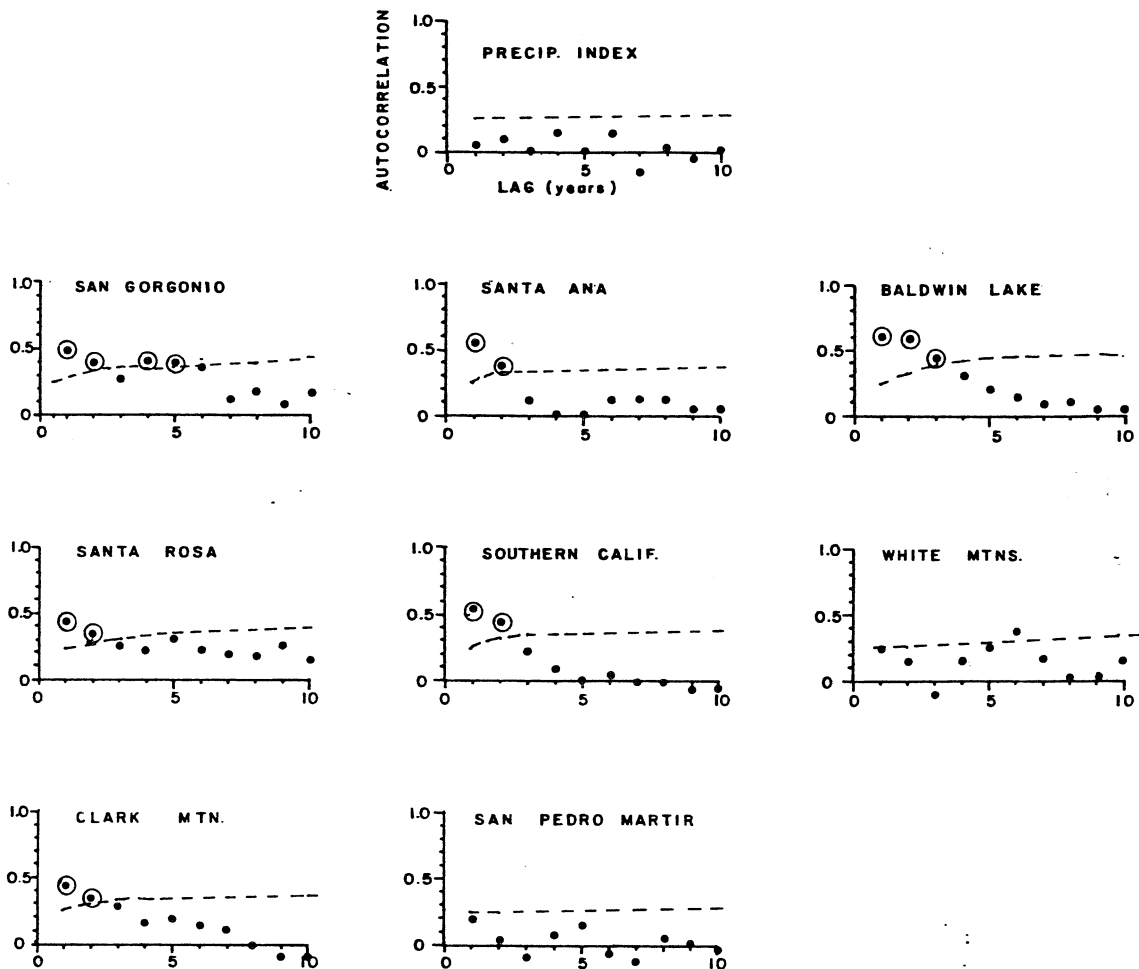 AUTOCORRELATION
1.0
0.5
0
PRECIP. INDEX
0 5 10
LAG (years)
SAN GORGONIO
1.0
0.5
0
0 5 10
SANTA ANA
1.0
0.5
0
0 5 10
BALDWIN LAKE
1.0
0.5
0
0 5 10
SANTA ROSA
1.0
0.5
0
0 5 10
SOUTHERN CALIF.
1.0
0.5
0
0 5 10
WHITE MTNS.
1.0
0.5
0
0 5 10
CLARK MTN.
1.0
0.5
0
0 5 10
SAN PEDRO MARTIR
1.0
0.5
0
0 5 10